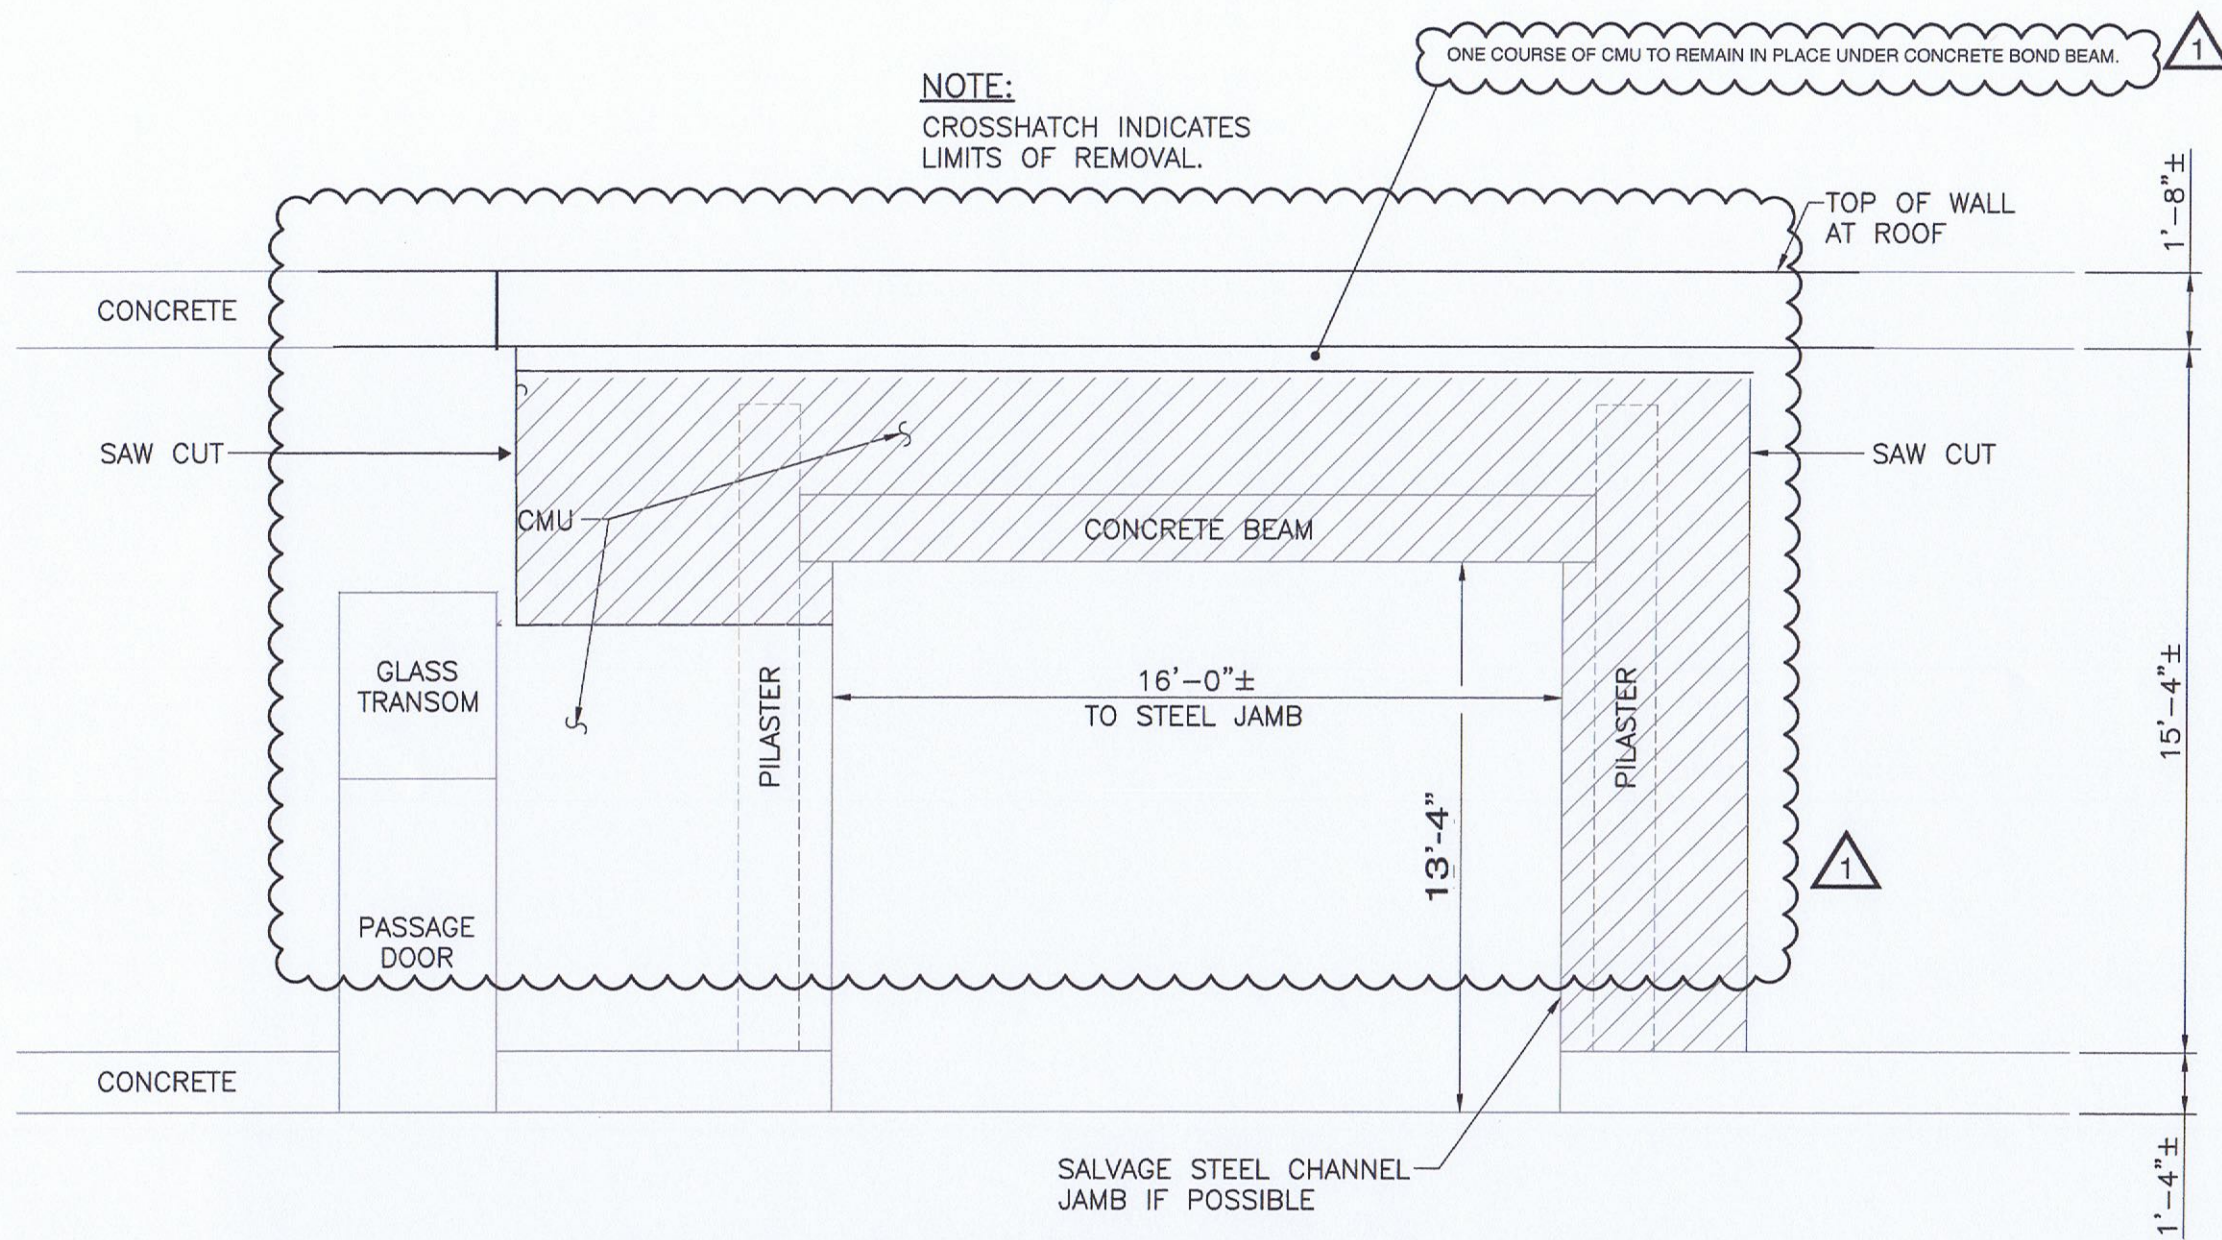 ONE COURSE OF CMU TO REMAIN IN PLACE UNDER CONCRETE BOND BEAM.
1
NOTE:
CROSSHATCH INDICATES
LIMITS OF REMOVAL.
1'-8"±
TOP OF WALL
AT ROOF
CONCRETE
SAW CUT
SAW CUT
CMU
CONCRETE BEAM
GLASS
TRANSOM
PILASTER
16'-0"±
TO STEEL JAMB
PILASTER
15'-4"±
13'-4"
1
PASSAGE
DOOR
CONCRETE
SALVAGE STEEL CHANNEL
JAMB IF POSSIBLE
1'-4"±